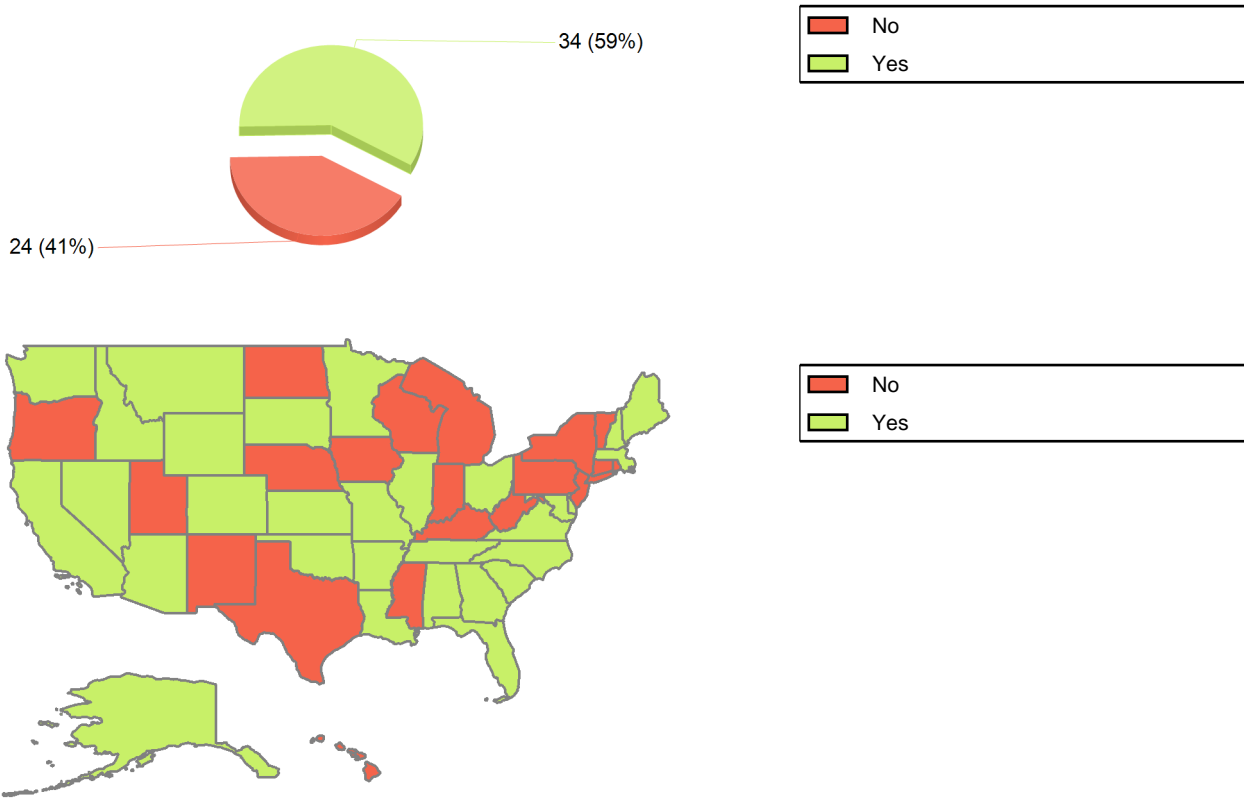 34 (59%)
No
Yes
24 (41%)
No
Yes